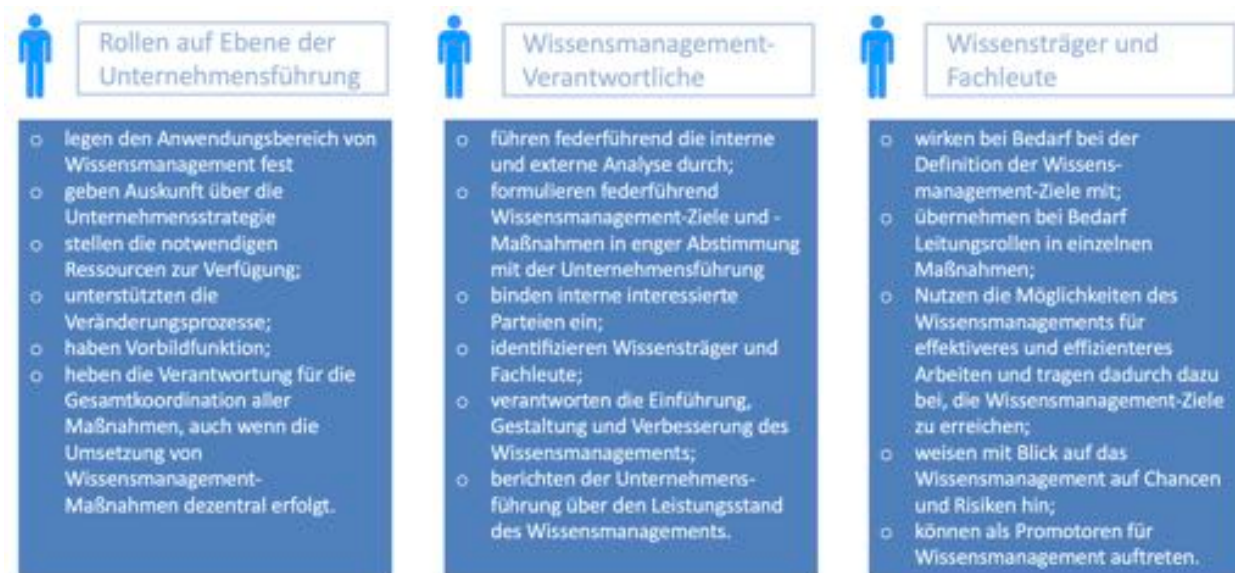 Rollen auf Ebene der
Unternehmensführung
o legen den Anwendungsbereich von
Wissensmanagement fest
o geben Auskunft über die
Unternehmensstrategie
o stellen die notwendigen
Ressourcen zur Verfügung;
o unterstützten die
Veränderungsprozesse;
o haben Vorbildfunktion;
o heben die Verantwortung für die
Gesamtkoordination aller
Maßnahmen, auch wenn die
Umsetzung von
Wissensmanagement-
Maßnahmen dezentral erfolgt.
Wissensmanagement-
Verantwortliche
o führen federführend die interne
und externe Analyse durch;
o formulieren federführend
Wissensmanagement-Ziele und -
Maßnahmen in enger Abstimmung
mit der Unternehmensführung
o binden interne interessierte
Parteien ein;
o identifizieren Wissensträger und
Fachleute;
o verantworten die Einführung,
Gestaltung und Verbesserung des
Wissensmanagements;
o berichten der Unternehmens-
führung über den Leistungsstand
des Wissensmanagements.
Wissensträger und
Fachleute
o wirken bei Bedarf bei der
Definition der Wissens-
management-Ziele mit;
o übernehmen bei Bedarf
Leitungsrollen in einzelnen
Maßnahmen;
o Nutzen die Möglichkeiten des
Wissensmanagements für
effektiveres und effizienteres
Arbeiten und tragen dadurch dazu
bei, die Wissensmanagement-Ziele
zu erreichen;
o weisen mit Blick auf das
Wissensmanagement auf Chancen
und Risiken hin;
o können als Promotoren für
Wissensmanagement auftreten.